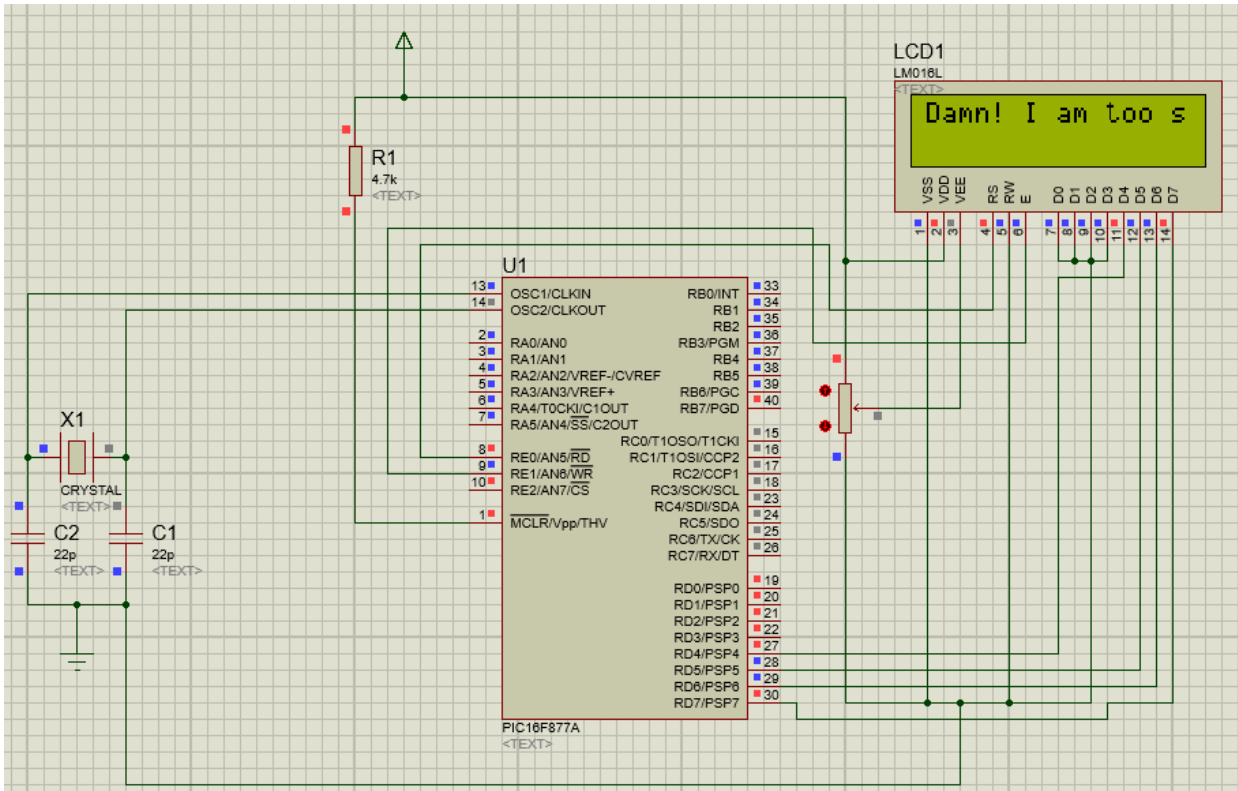 LCD1
LM016L
<TEXT>
Damn! I am too s
VSS
VDD
VEE
RS
RW
E
D0
D1
D2
D3
D4
D5
D6
D7
1
2
3
4
5
6
7
8
9
10
11
12
13
14
R1
4.7k
<TEXT>
U1
13 OSC1/CLKIN
14 OSC2/CLKOUT
2 RA0/AN0
3 RA1/AN1
4 RA2/AN2/VREF-/CVREF
5 RA3/AN3/VREF+
6 RA4/T0CKI/C1OUT
7 RA5/AN4/SS/C2OUT
8 RE0/AN5/RD
9 RE1/AN6/WR
10 RE2/AN7/CS
1 MCLR/Vpp/THV
RB0/INT 33
RB1 34
RB2 35
RB3/PGM 36
RB4 37
RB5 38
RB6/PGC 39
RB7/PGD 40
RC0/T1OSO/T1CKI 15
RC1/T1OSI/CCP2 16
RC2/CCP1 17
RC3/SCK/SCL 18
RC4/SDI/SDA 23
RC5/SDO 24
RC6/TX/CK 25
RC7/RX/DT 26
RD0/PSP0 19
RD1/PSP1 20
RD2/PSP2 21
RD3/PSP3 22
RD4/PSP4 27
RD5/PSP5 28
RD6/PSP6 29
RD7/PSP7 30
PIC16F877A
<TEXT>
X1
CRYSTAL
<TEXT>
C2
22p
<TEXT>
C1
22p
<TEXT>